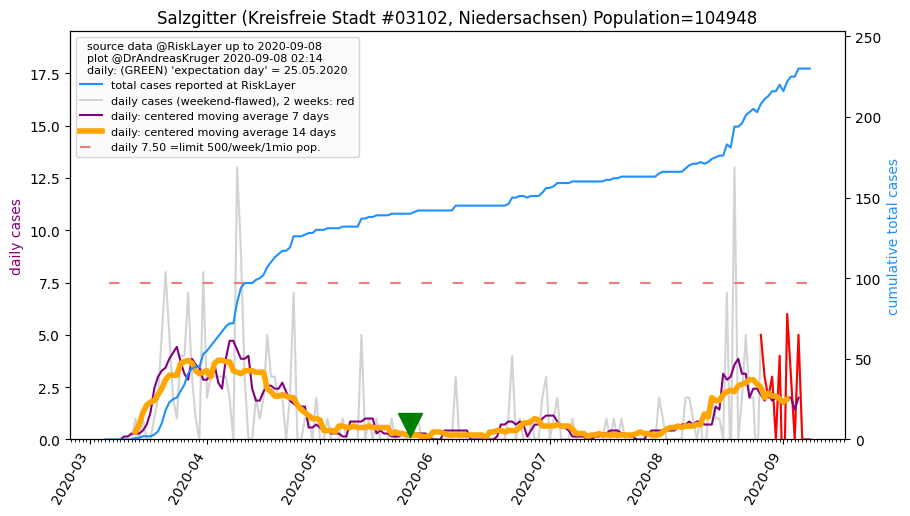 Salzgitter (Kreisfreie Stadt #03102, Niedersachsen) Population=104948
source data @RiskLayer up to 2020-09-08
plot @DrAndreasKruger 2020-09-08 02:14
daily: (GREEN) 'expectation day' = 25.05.2020
total cases reported at RiskLayer
daily cases (weekend-flawed), 2 weeks: red
daily: centered moving average 7 days
daily: centered moving average 14 days
daily 7.50 =limit 500/week/1mio pop.
daily cases
17.5
15.0
12.5
10.0
7.5
5.0
2.5
0.0
250
200
150
100
50
0
cumulative total cases
2020-03
2020-04
2020-05
2020-06
2020-07
2020-08
2020-09